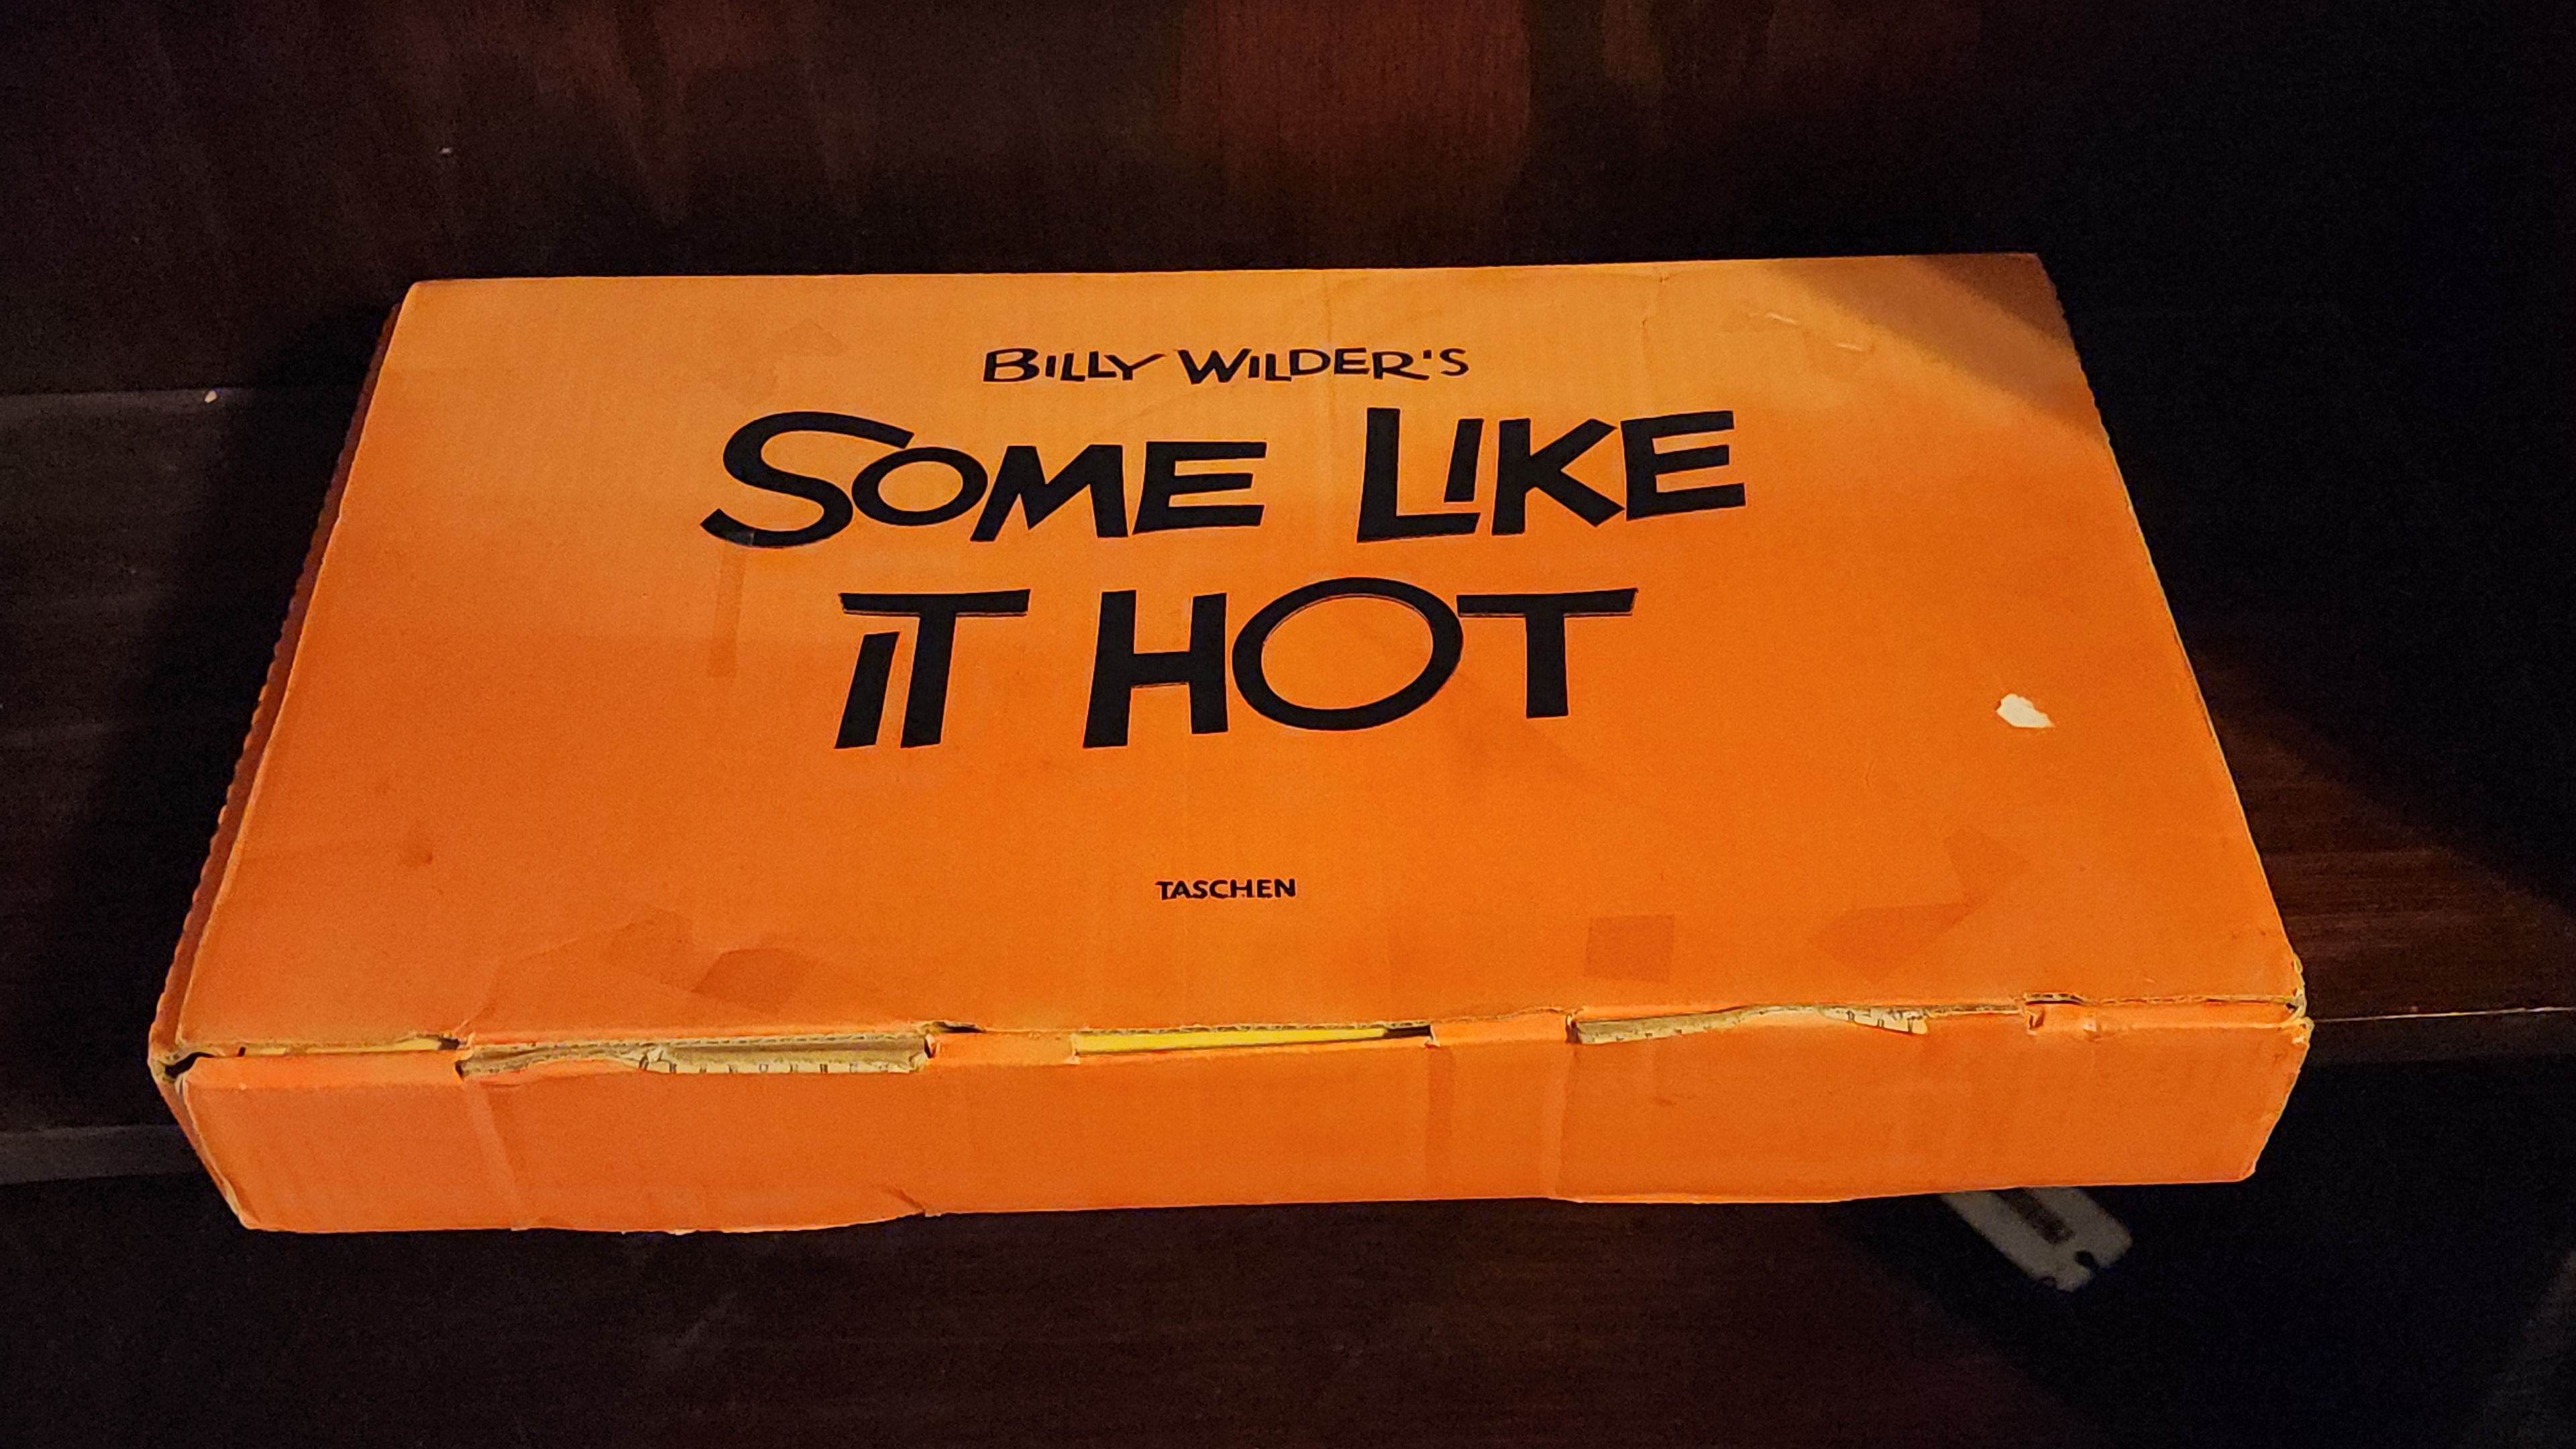 BILLY WILDER'S
SOME LIKE
IT HOT
TASCHEN